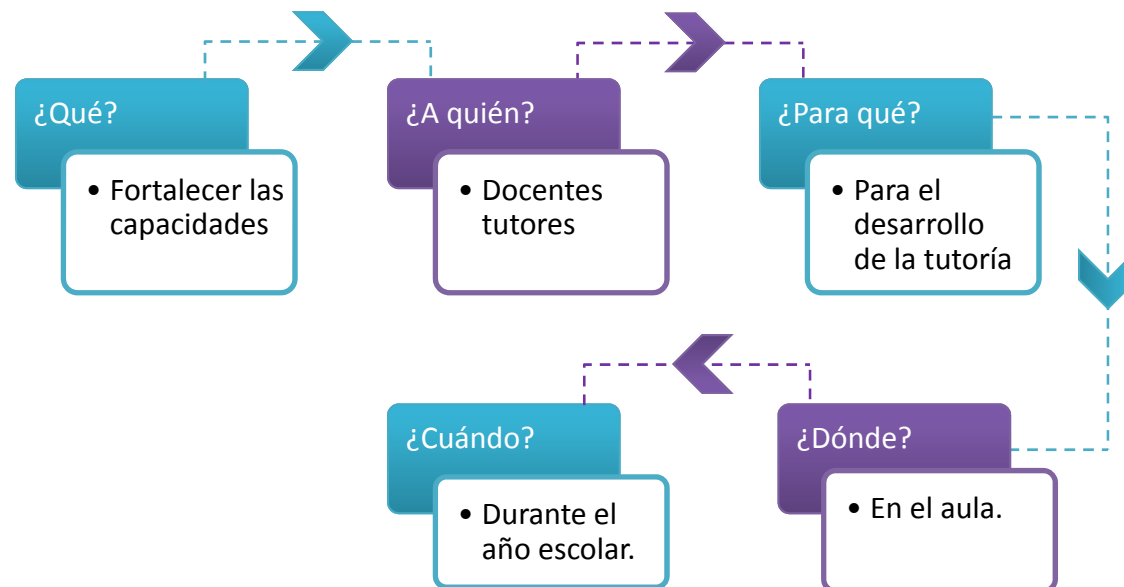 ¿Qué?
• Fortalecer las
capacidades
¿A quién?
• Docentes
tutores
¿Para qué?
• Para el
desarrollo
de la tutoría
¿Dónde?
• En el aula.
¿Cuándo?
• Durante el
año escolar.